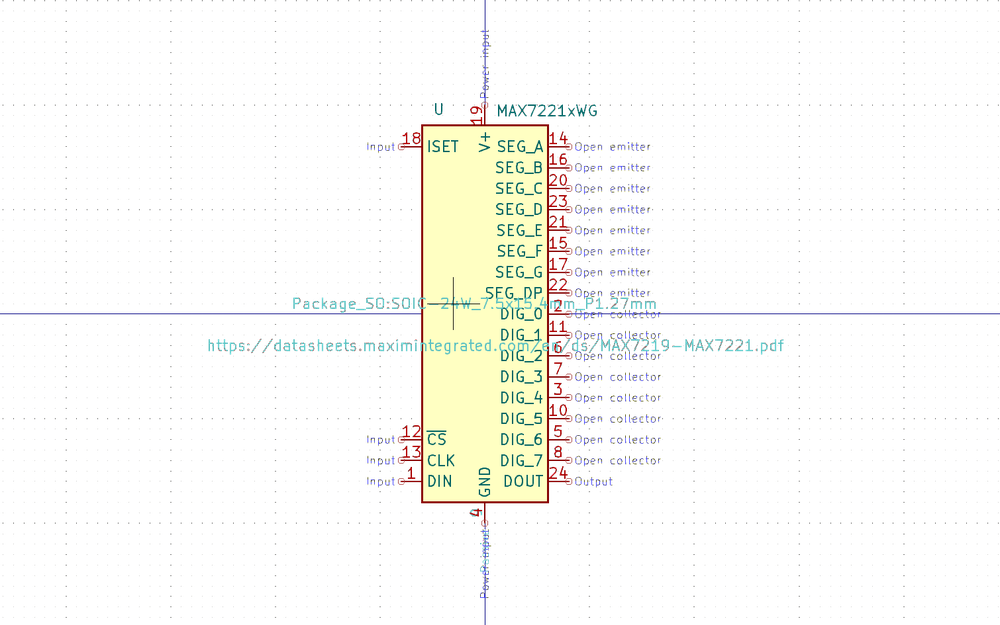 Power input
19
U
MAX7221xWG
V+
Input 18 ISET
SEG_A 14 Open emitter
SEG_B 16 Open emitter
SEG_C 20 Open emitter
SEG_D 23 Open emitter
SEG_E 21 Open emitter
SEG_F 15 Open emitter
SEG_G 17 Open emitter
SEG_DP 22 Open emitter
Package_SO:SOIC-24W_7.5x15.4mm_P1.27mm
DIG_0 2 Open collector
DIG_1 11 Open collector
https://datasheets.maximintegrated.com/en/ds/MAX7219-MAX7221.pdf
DIG_2 6 Open collector
DIG_3 7 Open collector
DIG_4 3 Open collector
DIG_5 10 Open collector
Input 12 CS
DIG_6 5 Open collector
Input 13 CLK
DIG_7 8 Open collector
Input 1 DIN
DOUT 24 Output
GND
4
Power input